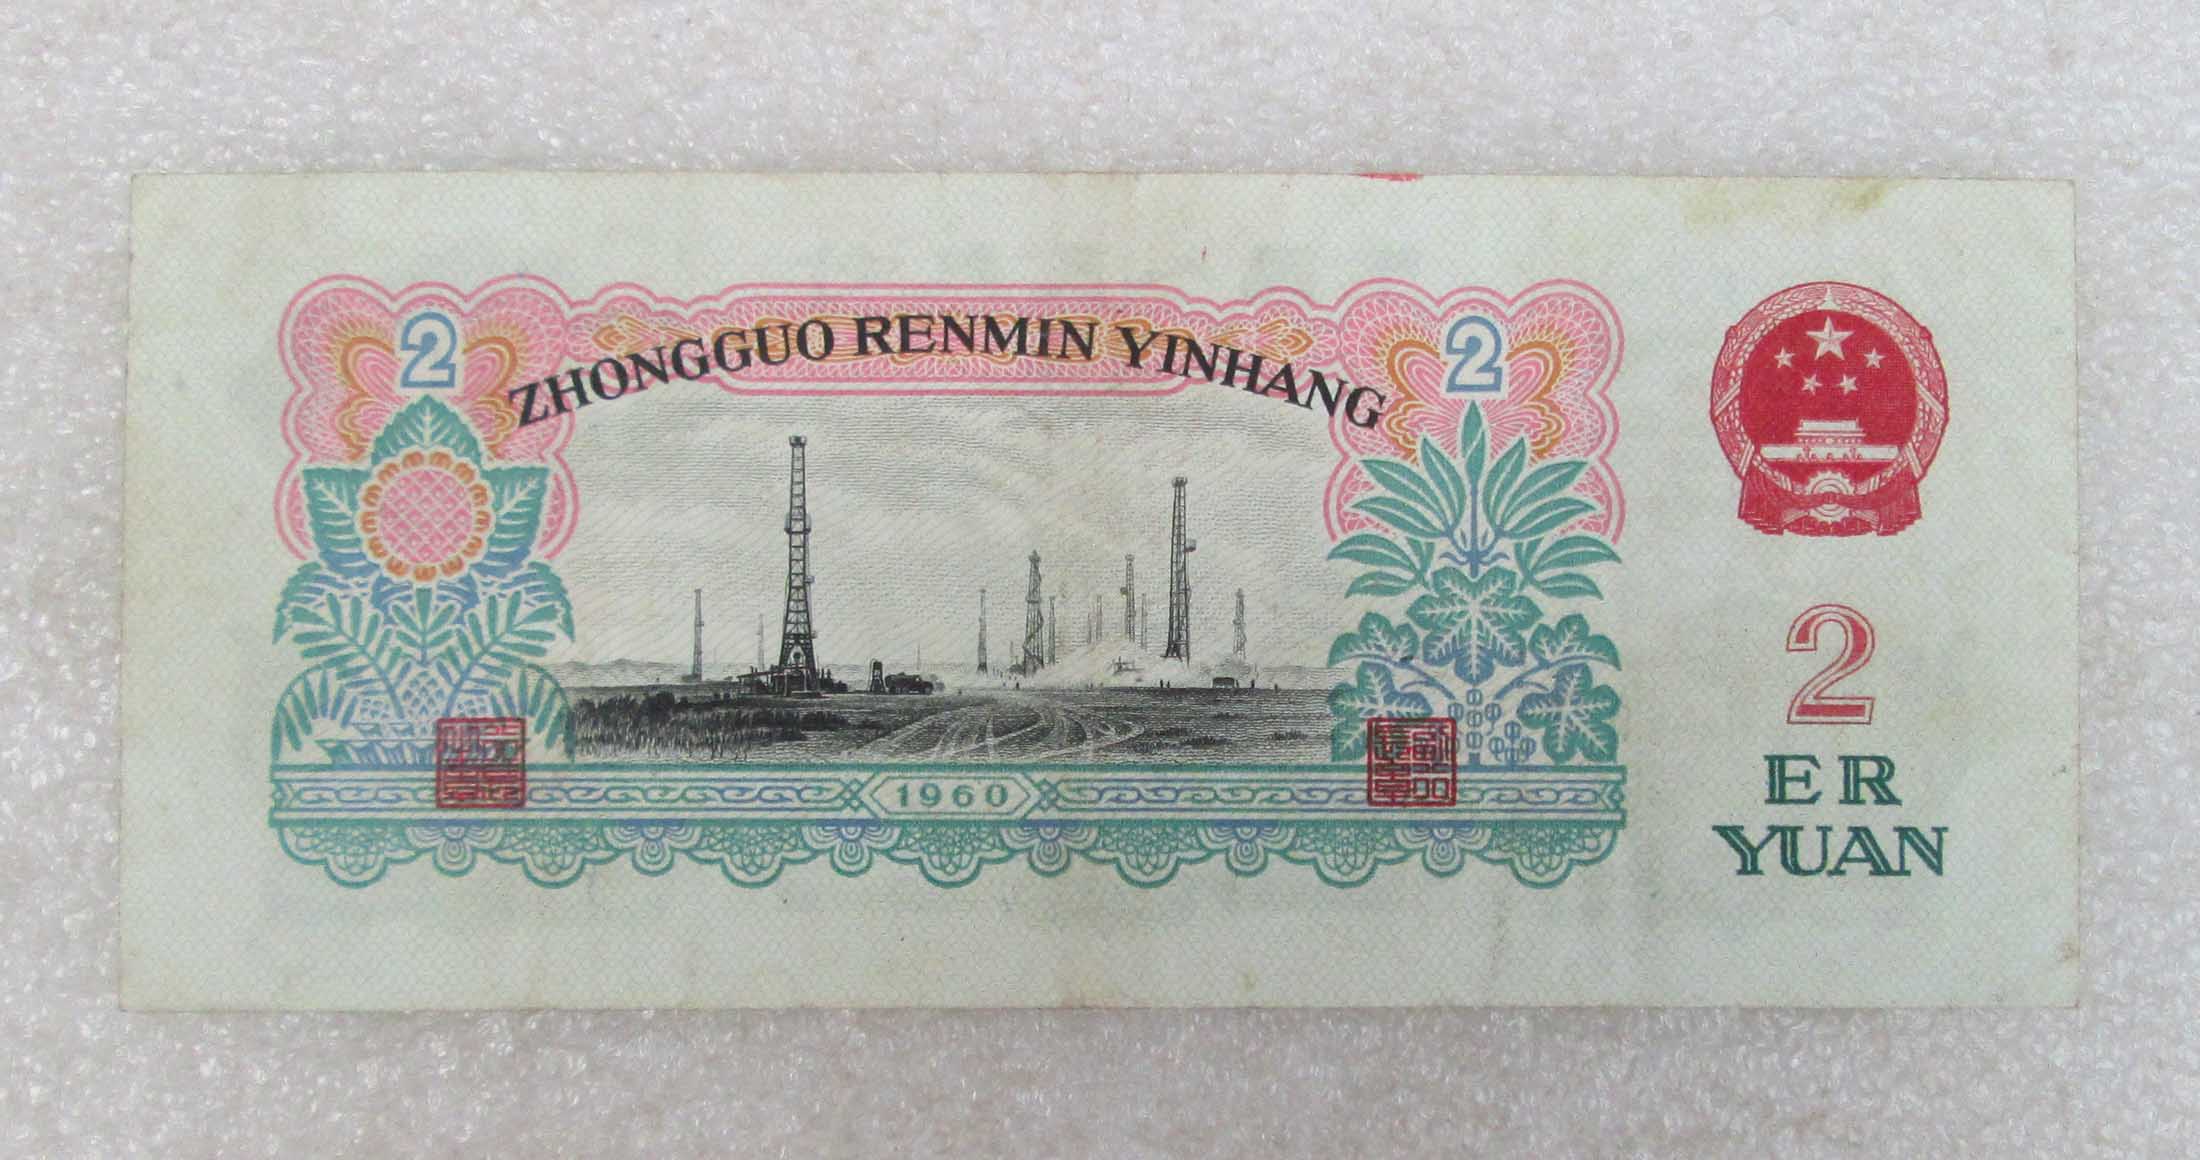 2
2
ZHONGGUO RENMIN YINHANG
1960
2
ER
YUAN